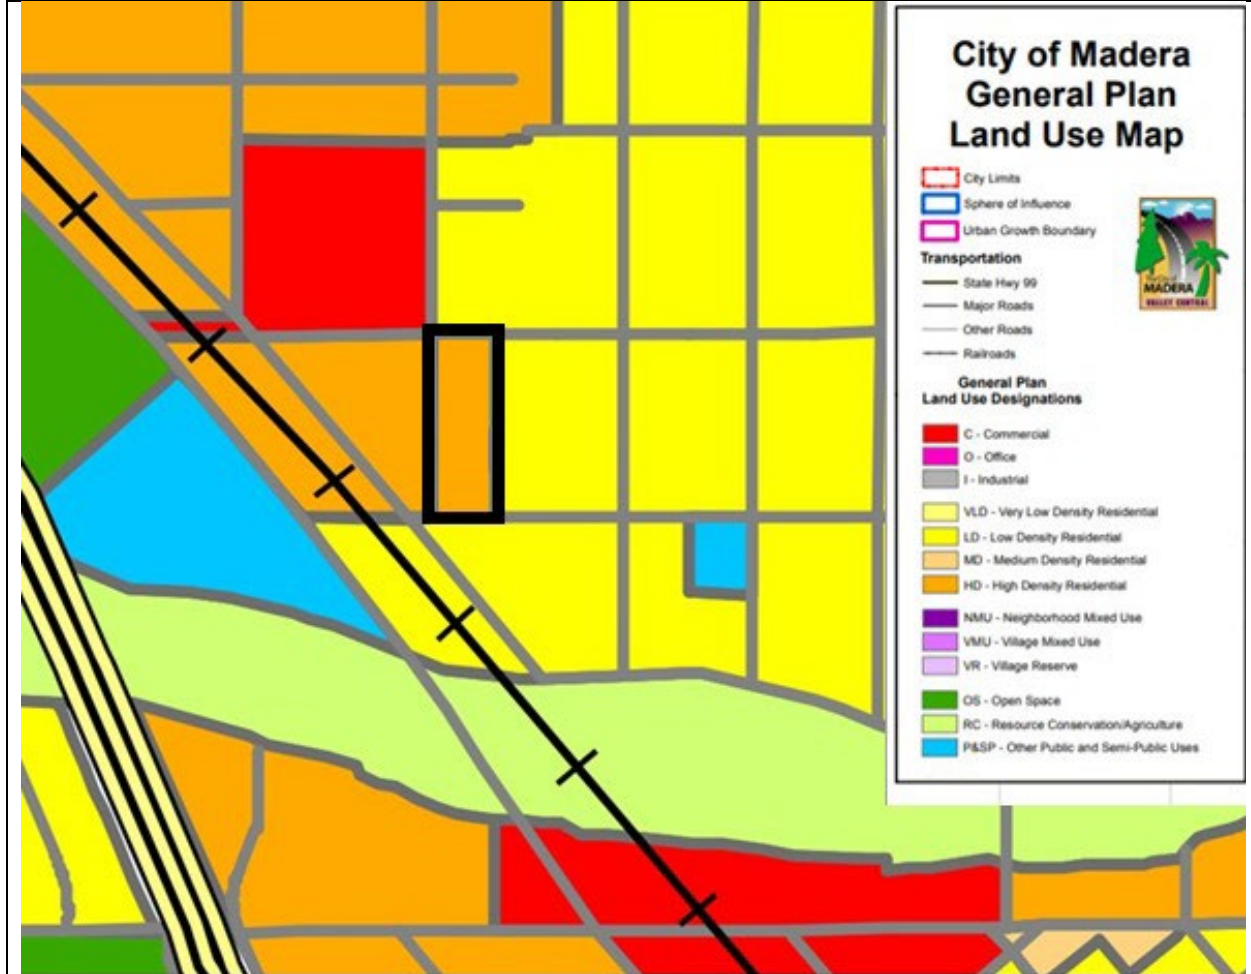 City of Madera
General Plan
Land Use Map
City Limits
Sphere of Influence
Urban Growth Boundary
Transportation
State Hwy 99
Major Roads
Other Roads
Railroads
General Plan
Land Use Designations
C - Commercial
O - Office
I - Industrial
VLD - Very Low Density Residential
LD - Low Density Residential
MD - Medium Density Residential
HD - High Density Residential
NMU - Neighborhood Mixed Use
VMU - Village Mixed Use
VR - Village Reserve
OS - Open Space
RC - Resource Conservation/Agriculture
P&SP - Other Public and Semi-Public Uses
MADERA
VALLEY CENTRAL